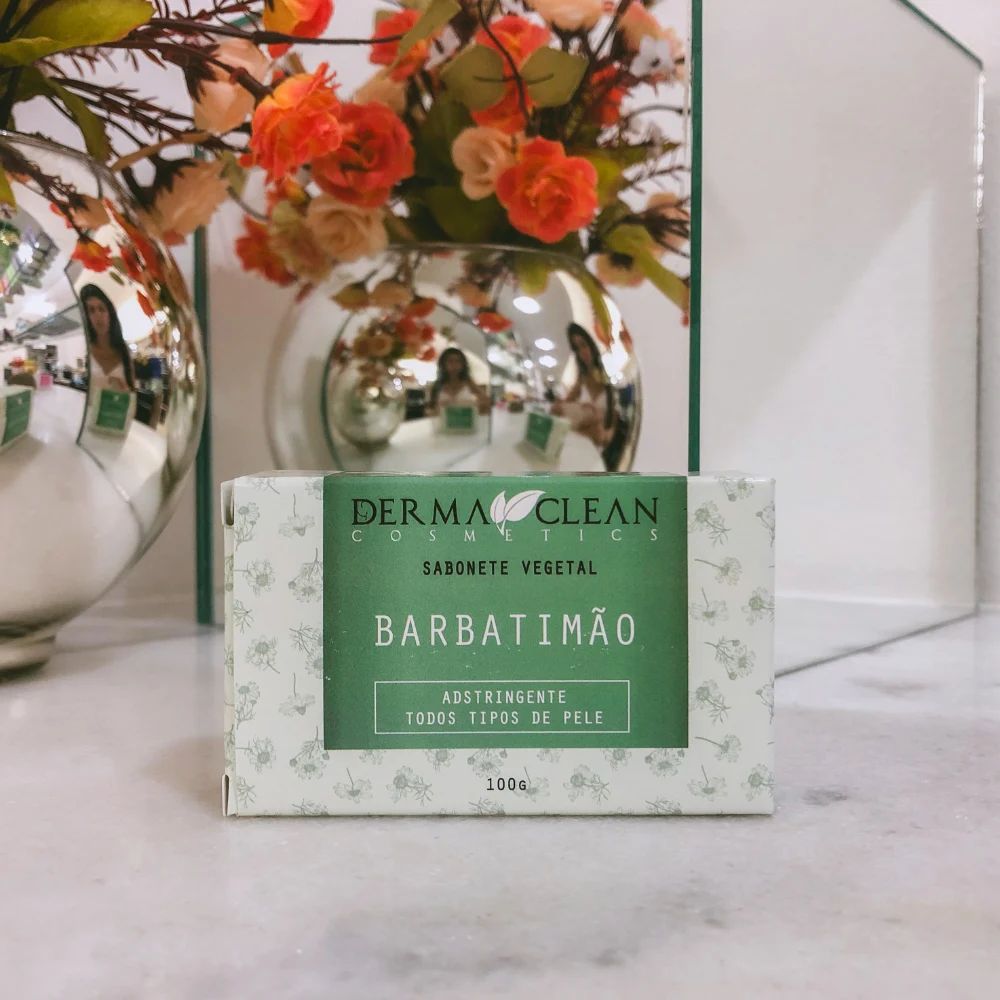 DERMA CLEAN
COSMETICS
SABONETE VEGETAL
BARBATIMÃO
ADSTRINGENTE
TODOS TIPOS DE PELE
100G